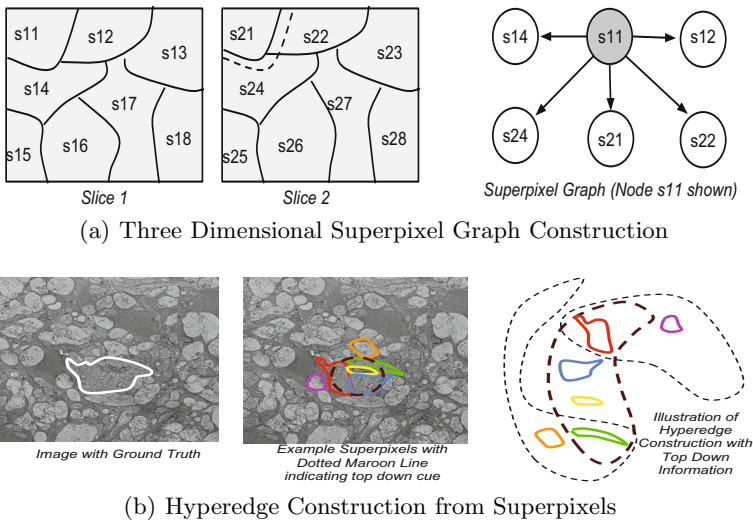 s11
s12
s13
s14
s17
s15
s16
s18
Slice 1
s21
s22
s23
s24
s27
s25
s26
s28
Slice 2
s14
s11
s12
s24
s21
s22
Superpixel Graph (Node s11 shown)
(a) Three Dimensional Superpixel Graph Construction
Image with Ground Truth
Example Superpixels with
Dotted Maroon Line
indicating top down cue
Illustration of
Hyperedge
Construction with
Top Down
Information
(b) Hyperedge Construction from Superpixels